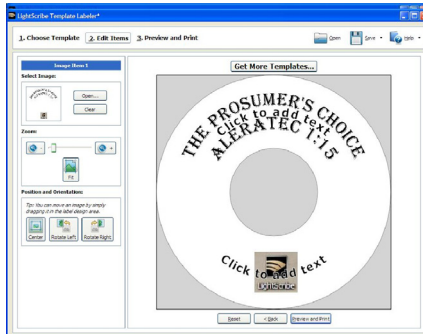 LightScribe Template Labeler*
1. Choose Template 2. Edit Items 3. Preview and Print
Open Save Help
Image Item 1
Select Image:
Open...
Clear
Zoom:
Fit
Position and Orientation:
Tip: You can move an image by simply
dragging it in the label design area.
Center Rotate Left Rotate Right
Get More Templates...
THE PROSUMER'S CHOICE
Click to add text
ALERATEC 1:15
Click to add text
LightScribe
Reset < Back Preview and Print